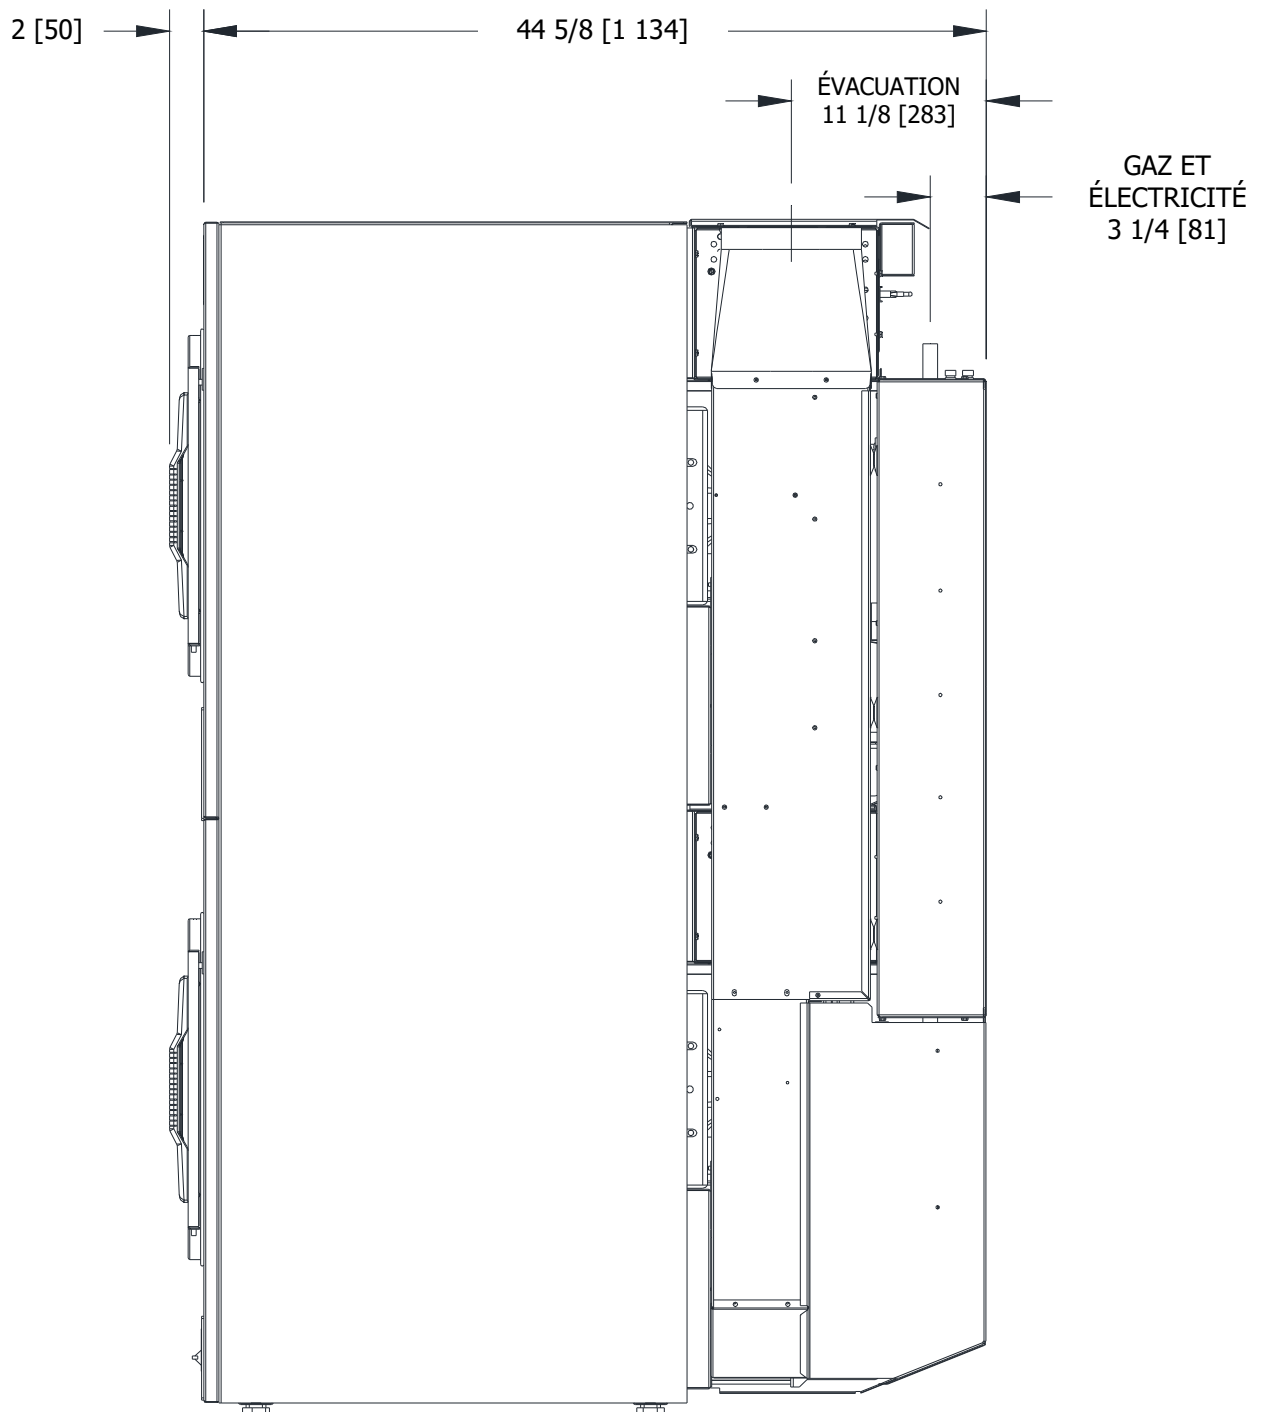 2 [50]
44 5/8 [1 134]
ÉVACUATION
11 1/8 [283]
GAZ ET
ÉLECTRICITÉ
3 1/4 [81]